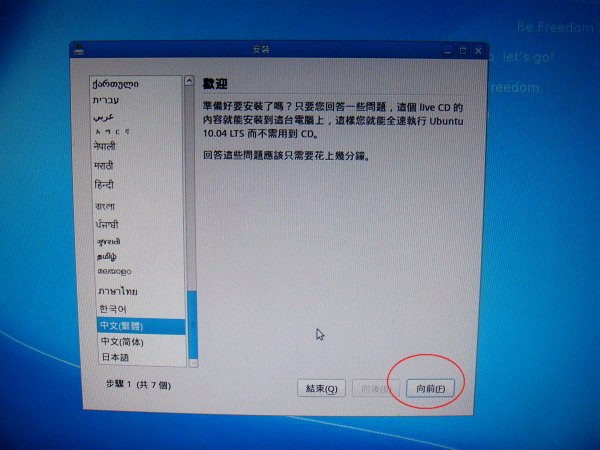 Be Freedom
let's go!
freedom.
安裝
ქართული
עברית
عربي
አማርኛ
नेपाली
मराठी
हिन्दी
বাংলা
ਪੰਜਾਬੀ
ગુજરાતી
தமிழ்
മലയാളം
ภาษาไทย
한국어
中文(繁體)
中文(简体)
日本語
歡迎
準備好要安裝了嗎？只要您回答一些問題，這個 live CD 的
內容就能安裝到這台電腦上，這樣您就能全速執行 Ubuntu
10.04 LTS 而不需用到 CD。
回答這些問題應該只需要花上幾分鐘。
步驟 1 (共 7 個)
結束(Q)
向後(B)
向前(F)